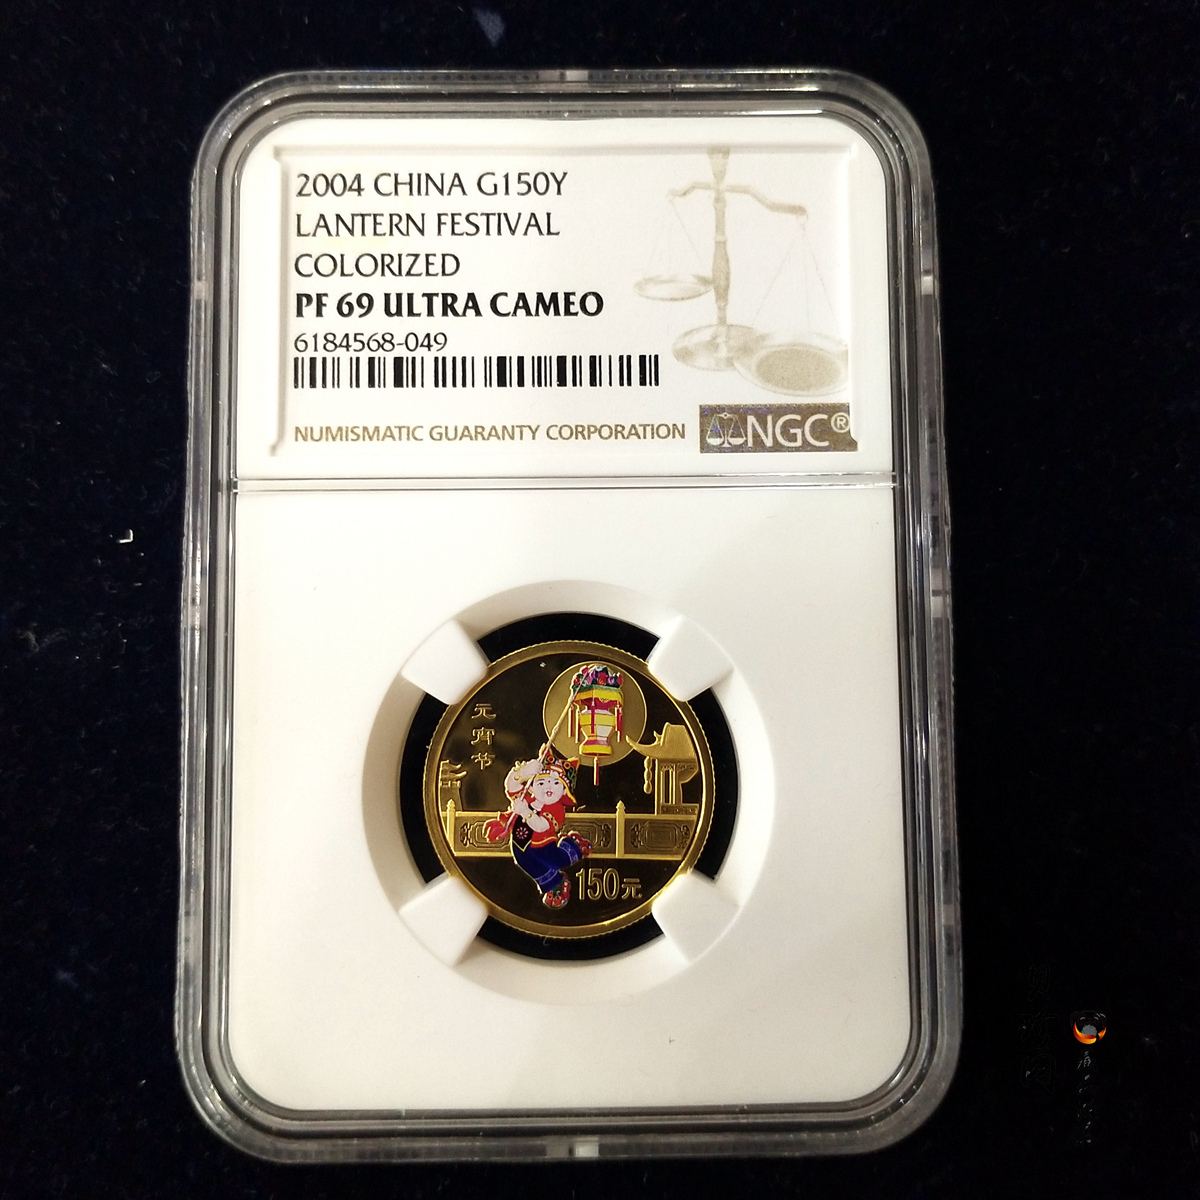 2004 CHINA G150Y
LANTERN FESTIVAL
COLORIZED
PF 69 ULTRA CAMEO
6184568-049
NUMISMATIC GUARANTY CORPORATION
NGC®
元宵节
150元